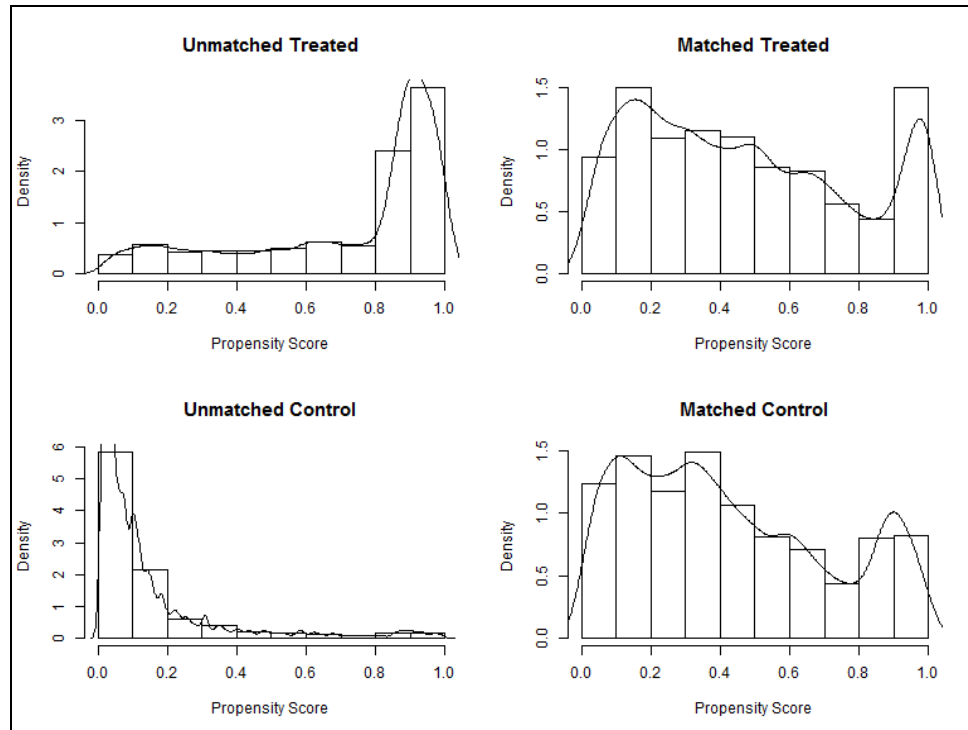 Unmatched Treated
Density
0
1
2
3
0.0 0.2 0.4 0.6 0.8 1.0
Propensity Score
Matched Treated
Density
0.0
0.5
1.0
1.5
0.0 0.2 0.4 0.6 0.8 1.0
Propensity Score
Unmatched Control
Density
0
1
2
3
4
5
6
0.0 0.2 0.4 0.6 0.8 1.0
Propensity Score
Matched Control
Density
0.0
0.5
1.0
1.5
0.0 0.2 0.4 0.6 0.8 1.0
Propensity Score